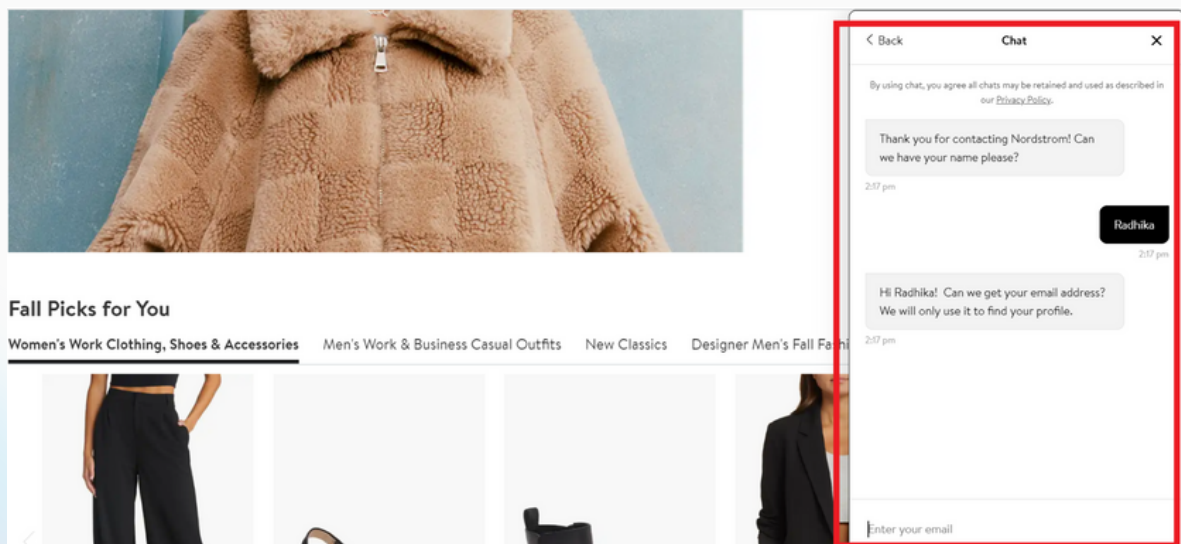 Back
Chat
By using chat, you agree all chats may be retained and used as described in
our Privacy Policy.
Thank you for contacting Nordstrom! Can
we have your name please?
2:17 pm
Radhika
2:17 pm
Hi Radhika!  Can we get your email address?
We will only use it to find your profile.
2:17 pm
Enter your email
Fall Picks for You
Women's Work Clothing, Shoes & Accessories
Men's Work & Business Casual Outfits
New Classics
Designer Men's Fall Fashi